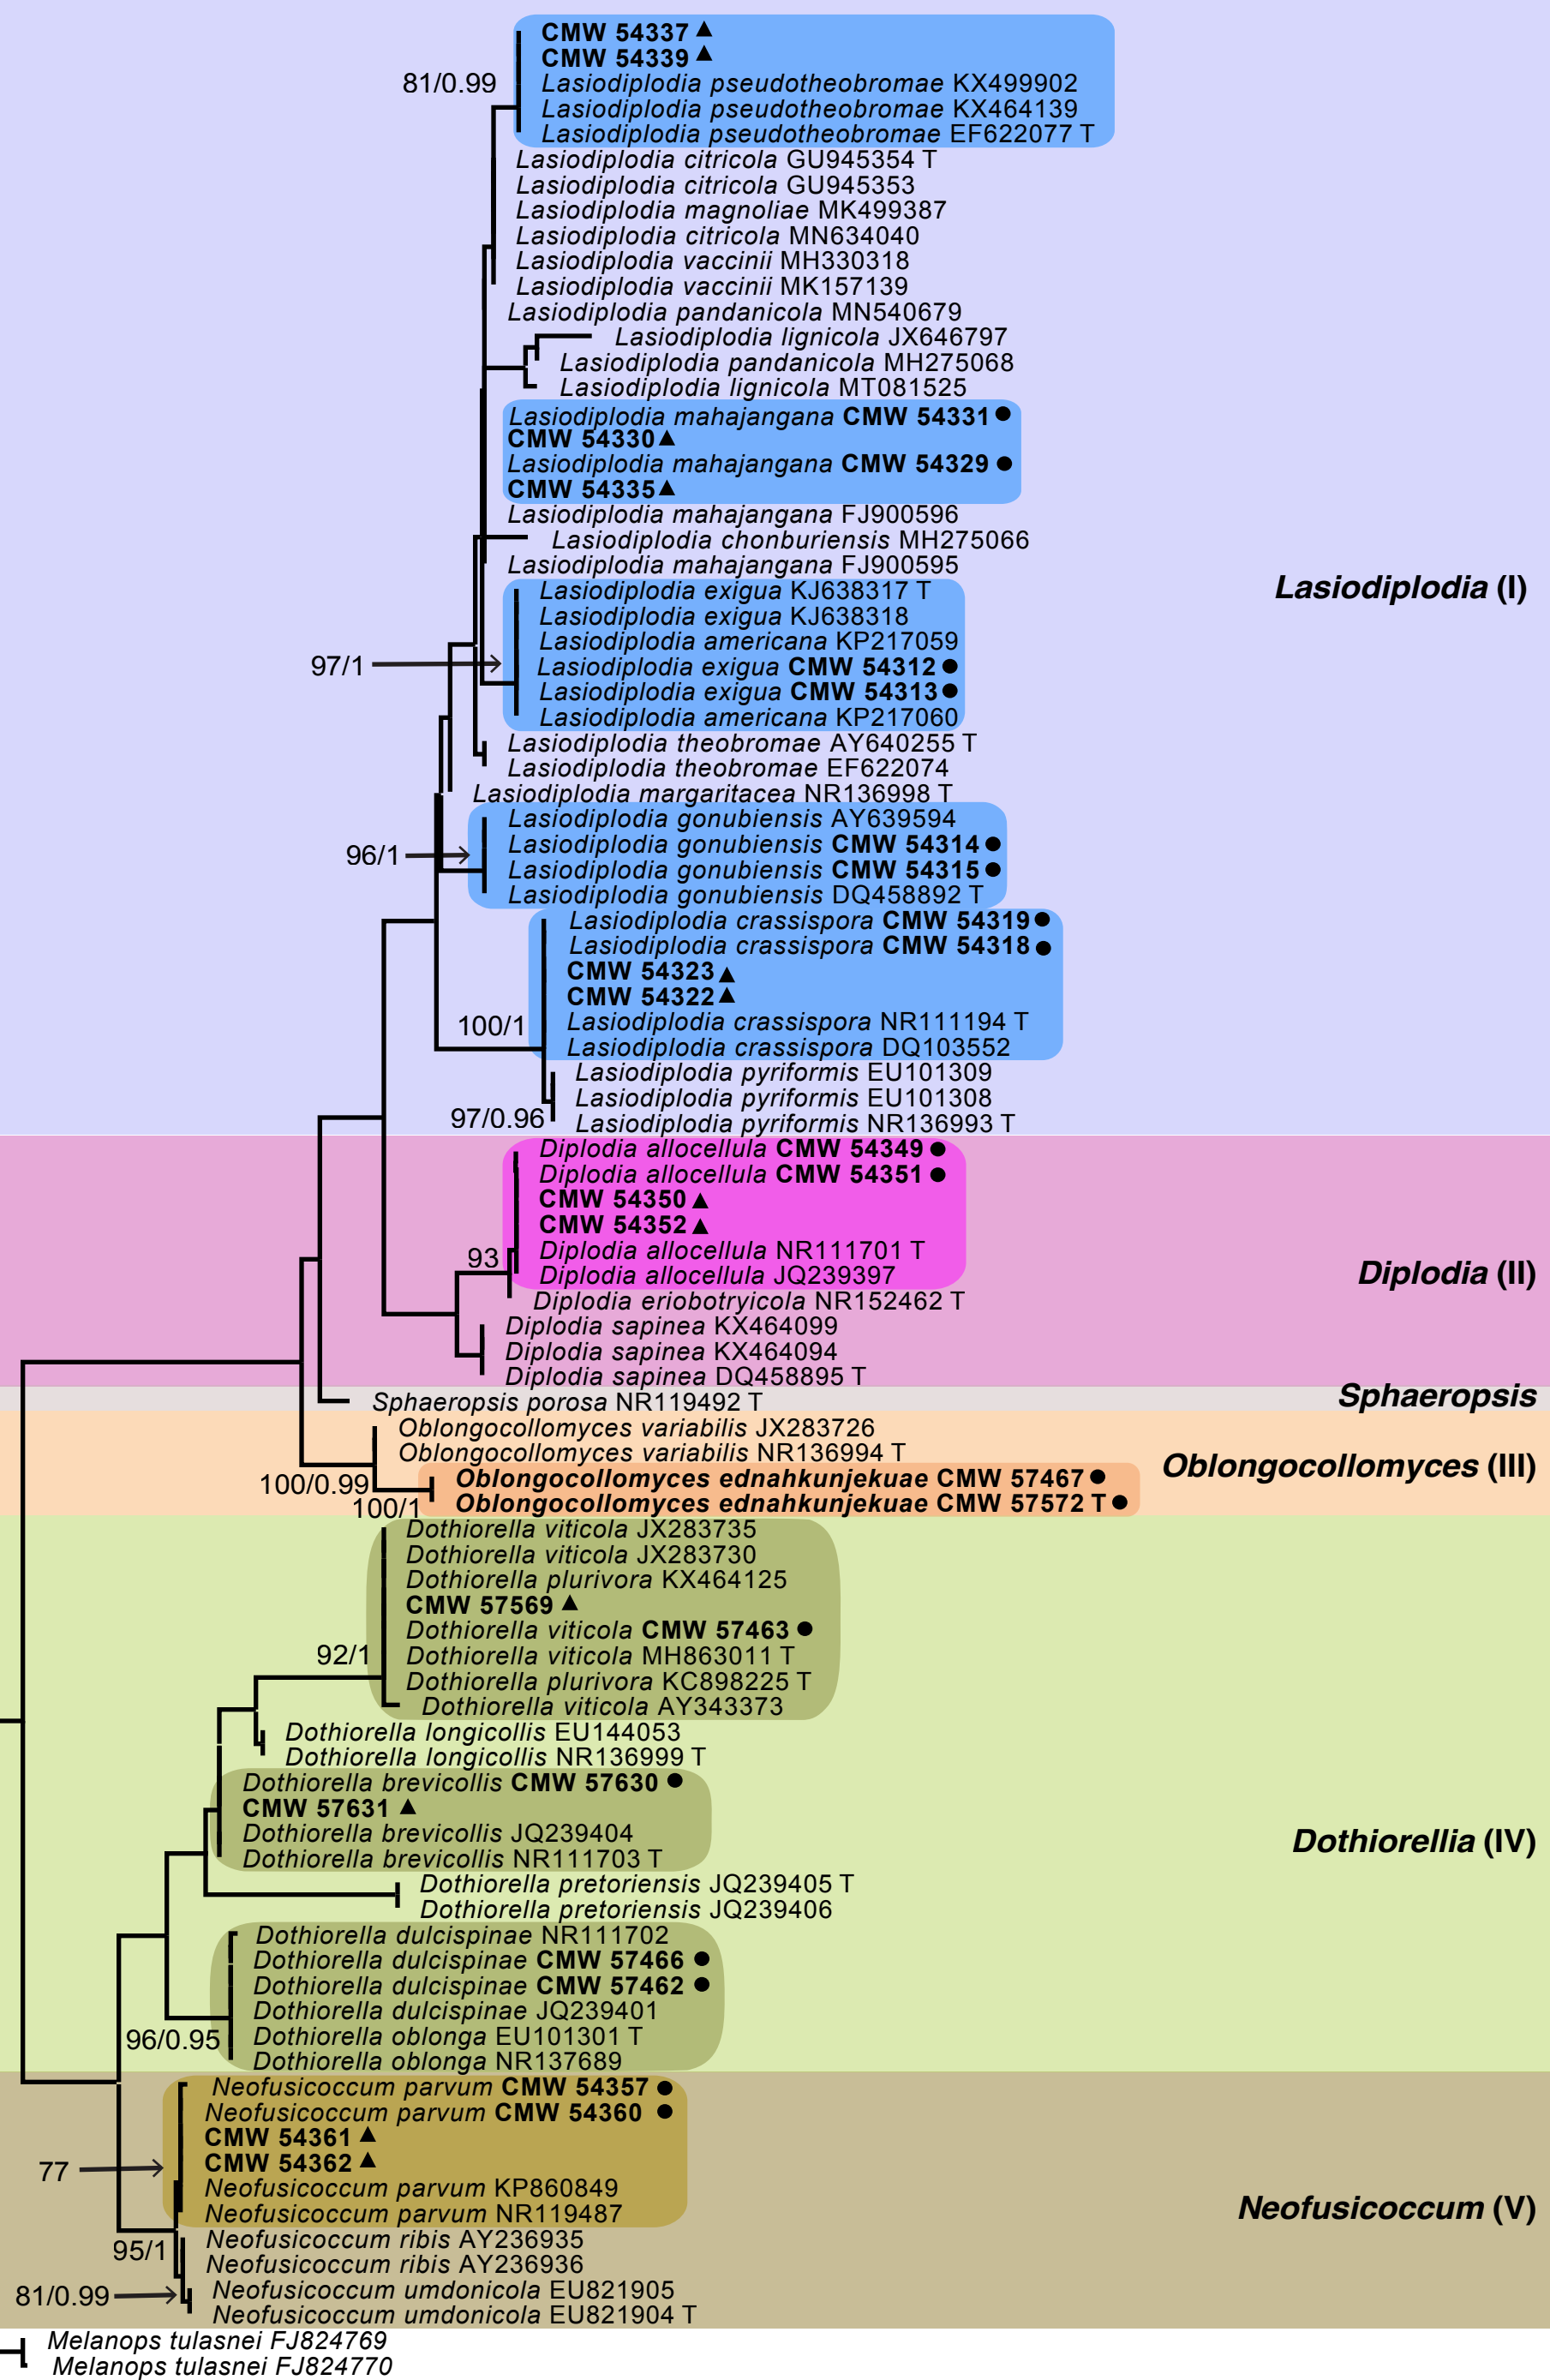 CMW 54337 ▲
CMW 54339 ▲
81/0.99
Lasiodiplodia pseudotheobromae KX499902
Lasiodiplodia pseudotheobromae KX464139
Lasiodiplodia pseudotheobromae EF622077 T
Lasiodiplodia citricola GU945354 T
Lasiodiplodia citricola GU945353
Lasiodiplodia magnoliae MK499387
Lasiodiplodia citricola MN634040
Lasiodiplodia vaccinii MH330318
Lasiodiplodia vaccinii MK157139
Lasiodiplodia pandanicola MN540679
Lasiodiplodia lignicola JX646797
Lasiodiplodia pandanicola MH275068
Lasiodiplodia lignicola MT081525
Lasiodiplodia mahajangana CMW 54331 ●
CMW 54330 ▲
Lasiodiplodia mahajangana CMW 54329 ●
CMW 54335 ▲
Lasiodiplodia mahajangana FJ900596
Lasiodiplodia chonburiensis MH275066
Lasiodiplodia mahajangana FJ900595
Lasiodiplodia (I)
Lasiodiplodia exigua KJ638317 T
Lasiodiplodia exigua KJ638318
Lasiodiplodia americana KP217059
97/1
Lasiodiplodia exigua CMW 54312 ●
Lasiodiplodia exigua CMW 54313 ●
Lasiodiplodia americana KP217060
Lasiodiplodia theobromae AY640255 T
Lasiodiplodia theobromae EF622074
Lasiodiplodia margaritacea NR136998 T
Lasiodiplodia gonubiensis AY639594
Lasiodiplodia gonubiensis CMW 54314 ●
96/1
Lasiodiplodia gonubiensis CMW 54315 ●
Lasiodiplodia gonubiensis DQ458892 T
Lasiodiplodia crassispora CMW 54319 ●
Lasiodiplodia crassispora CMW 54318 ●
CMW 54323 ▲
CMW 54322 ▲
100/1
Lasiodiplodia crassispora NR111194 T
Lasiodiplodia crassispora DQ103552
Lasiodiplodia pyriformis EU101309
Lasiodiplodia pyriformis EU101308
97/0.96
Lasiodiplodia pyriformis NR136993 T
Diplodia allocellula CMW 54349 ●
Diplodia allocellula CMW 54351 ●
CMW 54350 ▲
CMW 54352 ▲
93
Diplodia allocellula NR111701 T
Diplodia allocellula JQ239397
Diplodia (II)
Diplodia eriobotryicola NR152462 T
Diplodia sapinea KX464099
Diplodia sapinea KX464094
Diplodia sapinea DQ458895 T
Sphaeropsis
Sphaeropsis porosa NR119492 T
Oblongocollomyces variabilis JX283726
Oblongocollomyces variabilis NR136994 T
Oblongocollomyces (III)
100/0.99
Oblongocollomyces ednahkunjekuae CMW 57467 ●
100/1
Oblongocollomyces ednahkunjekuae CMW 57572 T ●
Dothiorella viticola JX283735
Dothiorella viticola JX283730
Dothiorella plurivora KX464125
CMW 57569 ▲
Dothiorella viticola CMW 57463 ●
92/1
Dothiorella viticola MH863011 T
Dothiorella plurivora KC898225 T
Dothiorella viticola AY343373
Dothiorella longicollis EU144053
Dothiorella longicollis NR136999 T
Dothiorella brevicollis CMW 57630 ●
CMW 57631 ▲
Dothiorella brevicollis JQ239404
Dothiorella brevicollis NR111703 T
Dothiorellia (IV)
Dothiorella pretoriensis JQ239405 T
Dothiorella pretoriensis JQ239406
Dothiorella dulcispinae NR111702
Dothiorella dulcispinae CMW 57466 ●
Dothiorella dulcispinae CMW 57462 ●
Dothiorella dulcispinae JQ239401
96/0.95
Dothiorella oblonga EU101301 T
Dothiorella oblonga NR137689
Neofusicoccum parvum CMW 54357 ●
Neofusicoccum parvum CMW 54360 ●
CMW 54361 ▲
CMW 54362 ▲
77
Neofusicoccum parvum KP860849
Neofusicoccum parvum NR119487
Neofusicoccum (V)
Neofusicoccum ribis AY236935
95/1
Neofusicoccum ribis AY236936
81/0.99
Neofusicoccum umdonicola EU821905
Neofusicoccum umdonicola EU821904 T
Melanops tulasnei FJ824769
Melanops tulasnei FJ824770